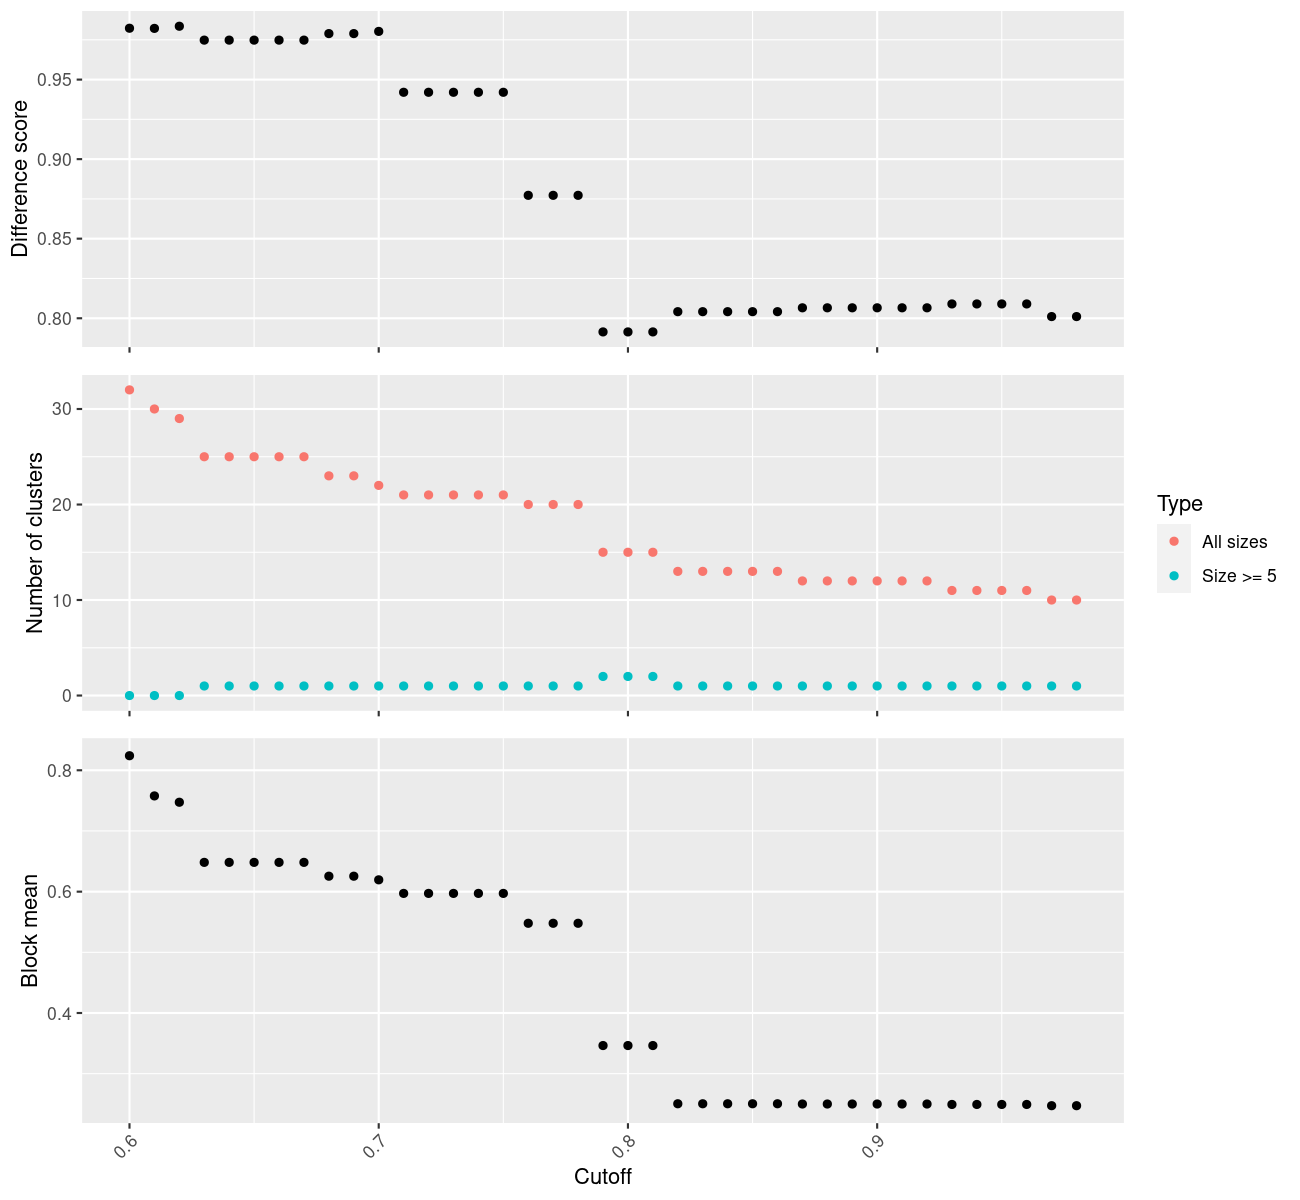 Difference score
0.95
0.90
0.85
0.80
Number of clusters
30
20
10
0
Type
All sizes
Size >= 5
Block mean
0.8
0.6
0.4
0.6
0.7
0.8
0.9
Cutoff